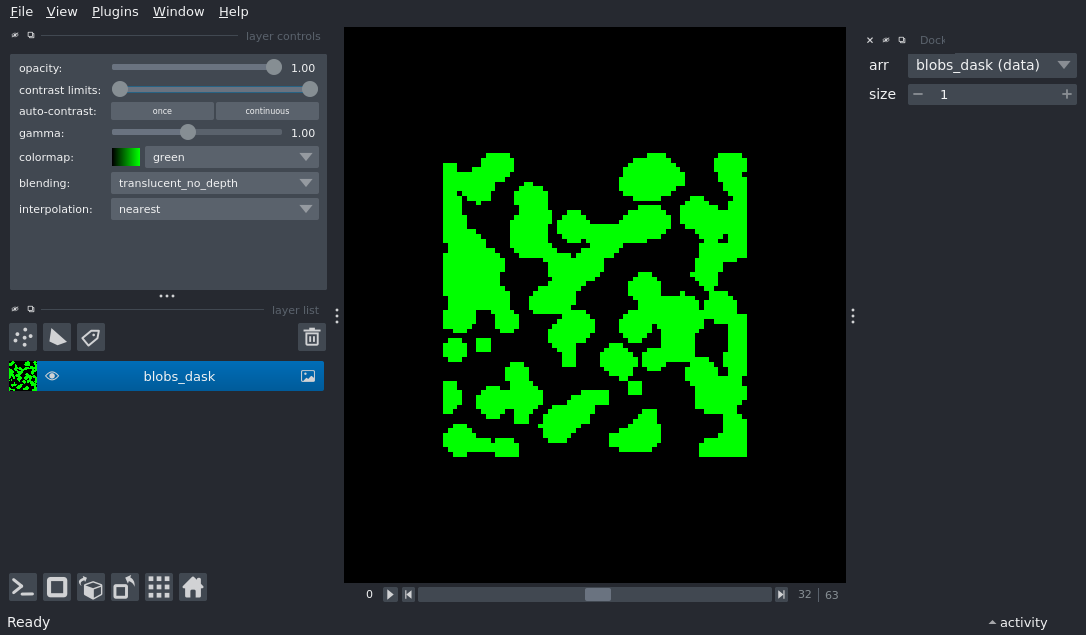 File View Plugins Window Help
layer controls
opacity: 1.00
contrast limits:
auto-contrast: once continuous
gamma: 1.00
colormap: green
blending: translucent_no_depth
interpolation: nearest
layer list
blobs_dask
0 32 63
Dock
arr blobs_dask (data)
size 1
Ready
activity